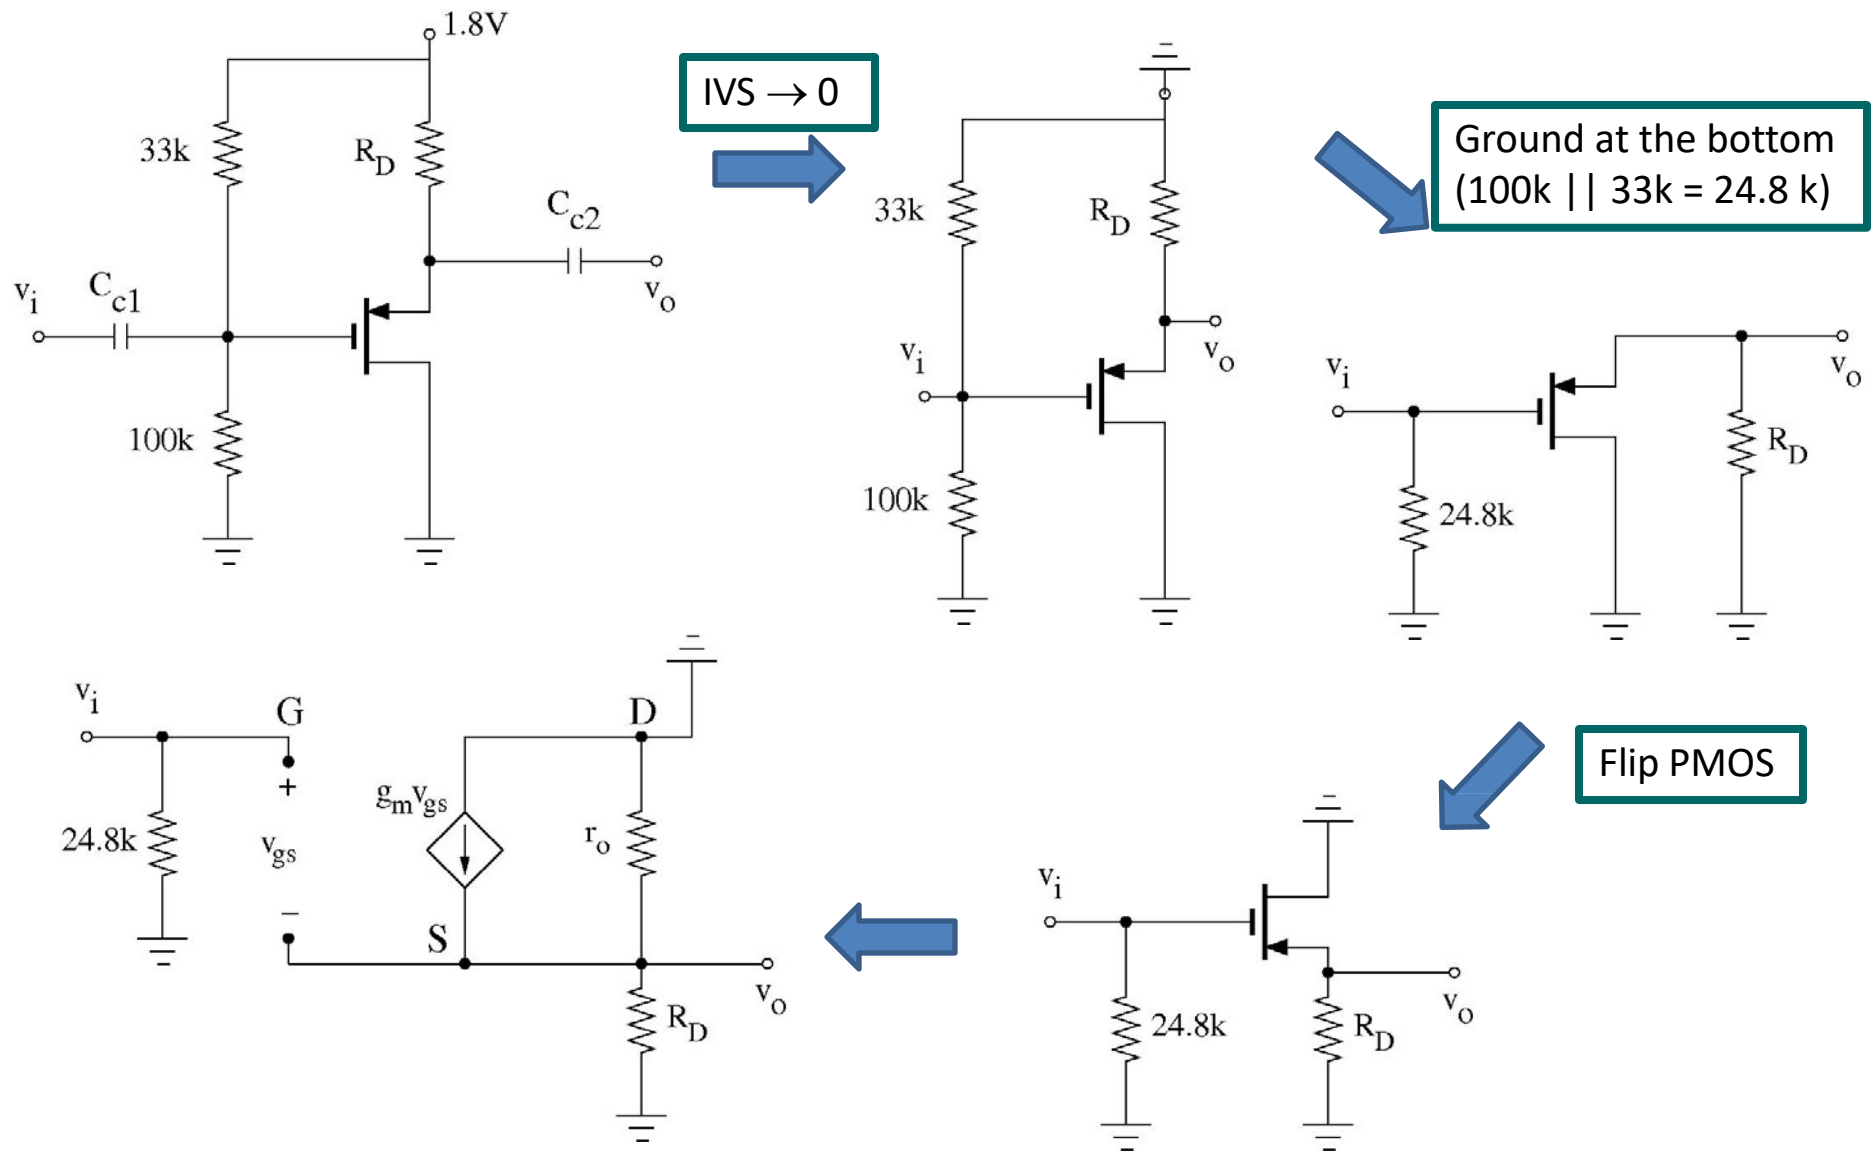 1.8V
33k
R_D
C_c2
v_o
v_i
C_c1
100k
IVS → 0
33k
R_D
v_o
v_i
100k
Ground at the bottom
(100k || 33k = 24.8 k)
v_i
v_o
R_D
24.8k
v_i
G
D
+
g_m v_gs
24.8k
v_gs
r_o
−
S
v_o
R_D
Flip PMOS
v_i
v_o
24.8k
R_D